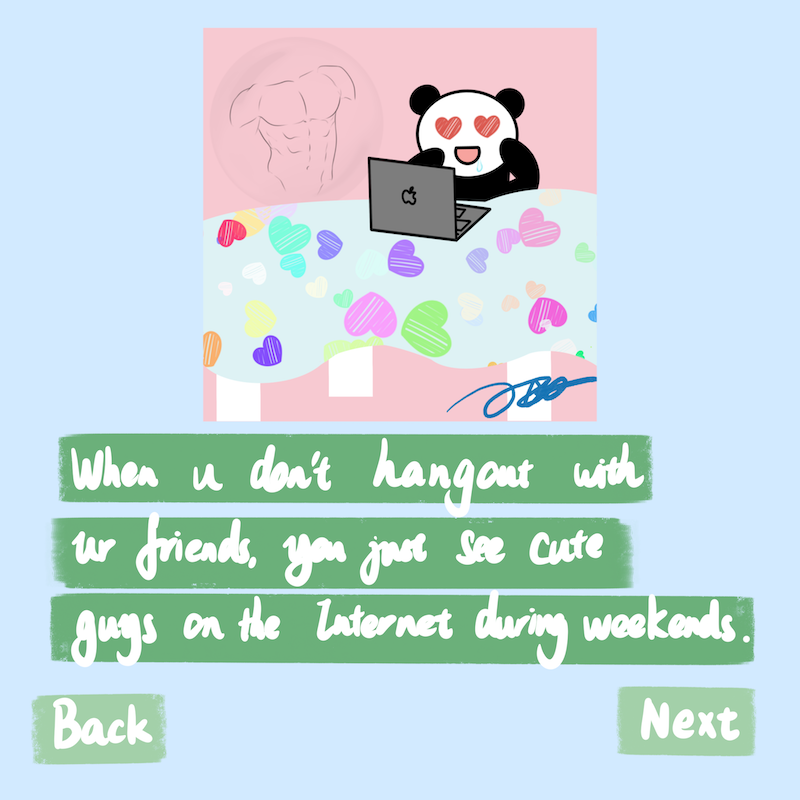 When u don't hangout with
ur friends, you just see cute
guys on the Internet during weekends.
Back
Next